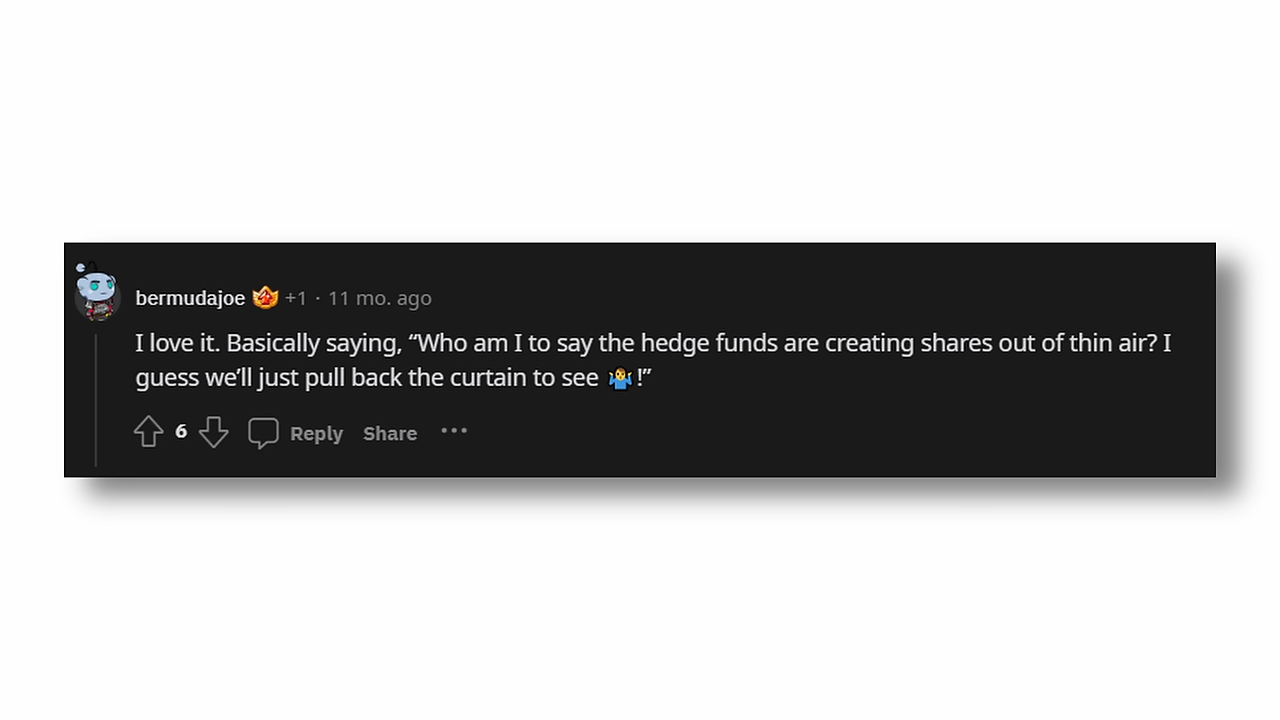 bermudajoe +1 · 11 mo. ago
I love it. Basically saying, “Who am I to say the hedge funds are creating shares out of thin air? I
guess we’ll just pull back the curtain to see 🤷!”
6 Reply Share ···